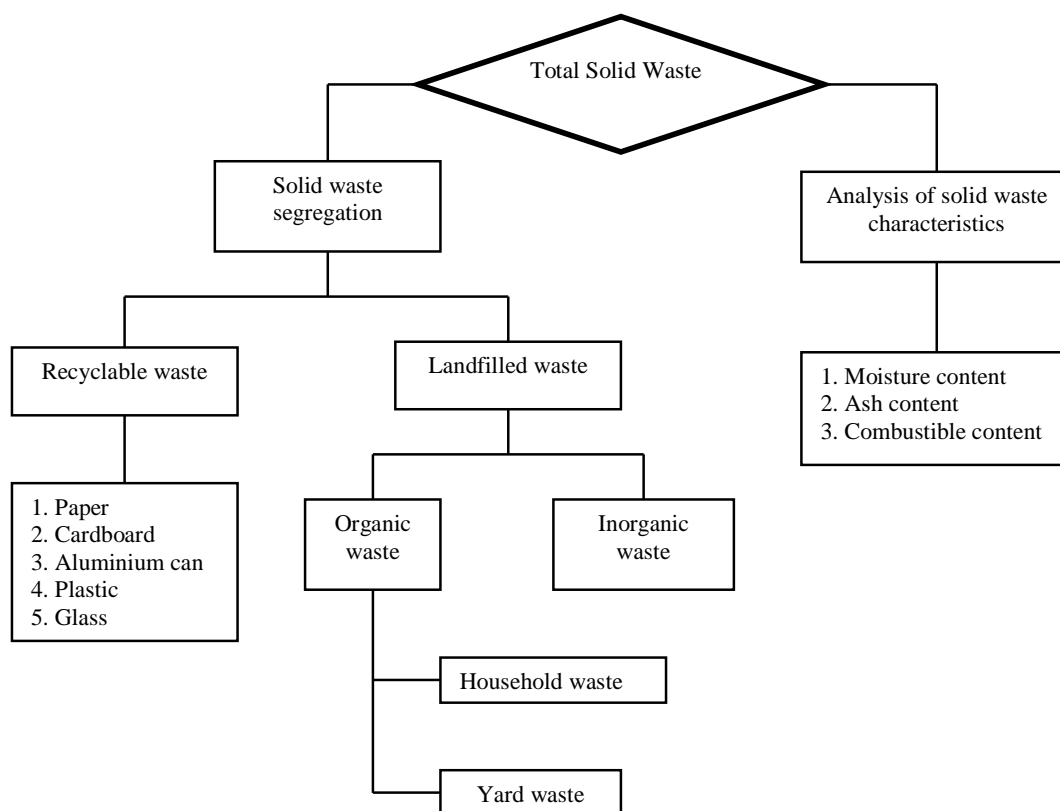 Total Solid Waste
Solid waste
segregation
Analysis of solid waste
characteristics
Recyclable waste
Landfilled waste
1. Moisture content
2. Ash content
3. Combustible content
1. Paper
2. Cardboard
3. Aluminium can
4. Plastic
5. Glass
Organic
waste
Inorganic
waste
Household waste
Yard waste